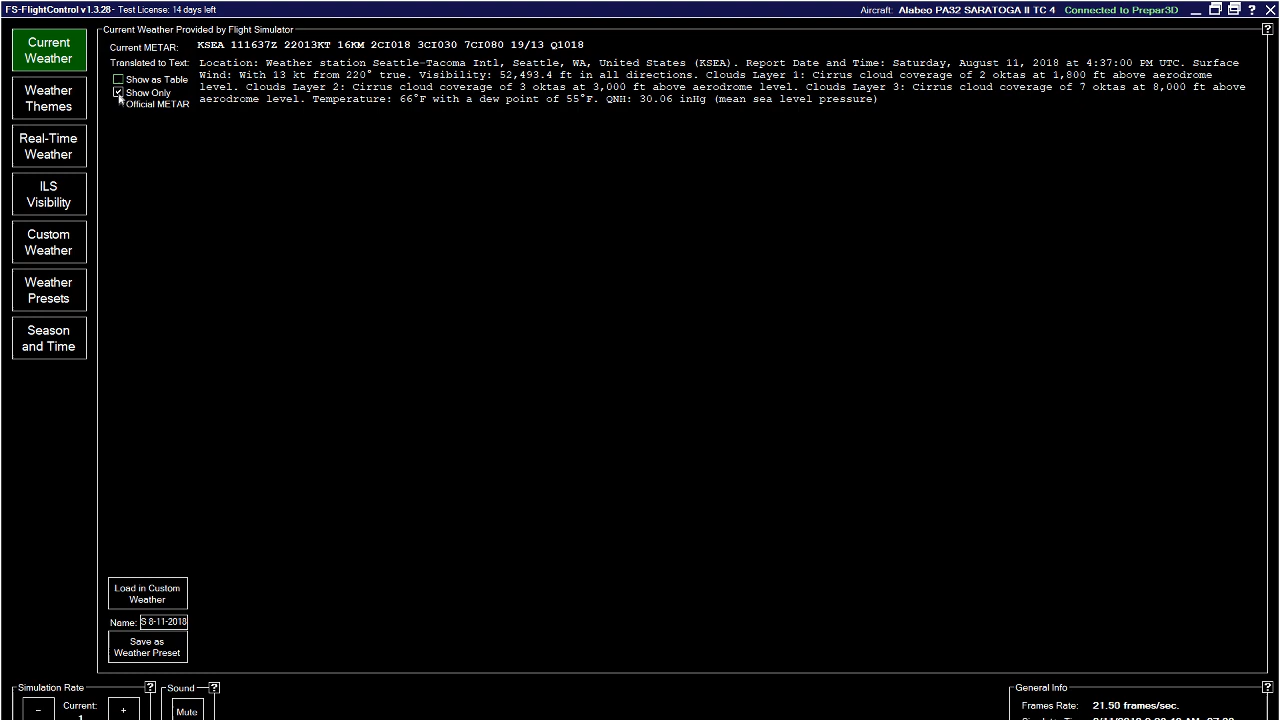 FS-FlightControl v1.3.28 - Test License: 14 days left
Aircraft: Alabeo PA32 SARATOGA II TC 4 Connected to Prepar3D
Current Weather
Weather Themes
Real-Time Weather
ILS Visibility
Custom Weather
Weather Presets
Season and Time
Current Weather Provided by Flight Simulator
Current METAR: KSEA 111637Z 22013KT 16KM 2CI018 3CI030 7CI080 19/13 Q1018
Translated to Text:
Show as Table
Show Only
Official METAR
Location: Weather station Seattle-Tacoma Intl, Seattle, WA, United States (KSEA). Report Date and Time: Saturday, August 11, 2018 at 4:37:00 PM UTC. Surface
Wind: With 13 kt from 220° true. Visibility: 52,493.4 ft in all directions. Clouds Layer 1: Cirrus cloud coverage of 2 oktas at 1,800 ft above aerodrome
level. Clouds Layer 2: Cirrus cloud coverage of 3 oktas at 3,000 ft above aerodrome level. Clouds Layer 3: Cirrus cloud coverage of 7 oktas at 8,000 ft above
aerodrome level. Temperature: 66°F with a dew point of 55°F. QNH: 30.06 inHg (mean sea level pressure)
Load in Custom
Weather
Name: S 8-11-2018
Save as
Weather Preset
Simulation Rate ?
Current:
1
Sound ?
Mute
General Info ?
Frames Rate: 21.50 frames/sec.